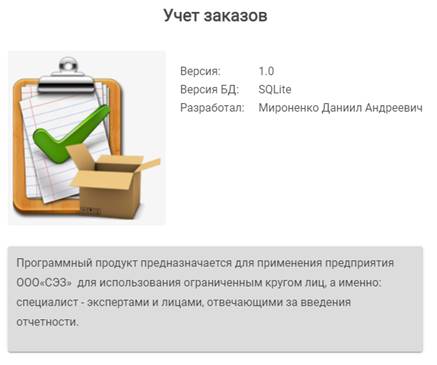 Учет заказов
Версия: 1.0
Версия БД: SQLite
Разработал: Мироненко Даниил Андреевич
Программный продукт предназначается для применения предприятия
ООО«СЭЗ» для использования ограниченным кругом лиц, а именно:
специалист - экспертами и лицами, отвечающими за введения
отчетности.